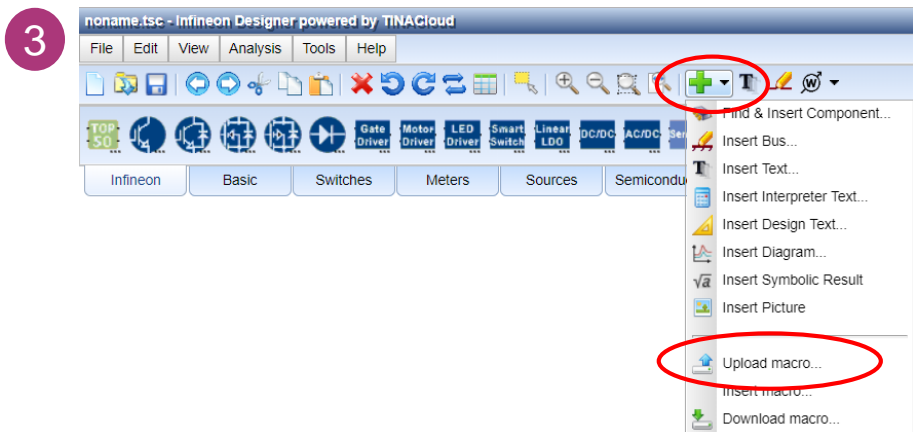 3
noname.tsc - Infineon Designer powered by TINACloud
File Edit View Analysis Tools Help
T W
TOP 50 Gate Driver Motor Driver LED Driver Smart Switch Linear LDO DC/DC AC/DC Ser
Infineon Basic Switches Meters Sources Semicondu
Find & Insert Component...
Insert Bus...
T Insert Text...
Insert Interpreter Text...
Insert Design Text...
Insert Diagram...
√a Insert Symbolic Result
Insert Picture
Upload macro...
Insert macro...
Download macro...